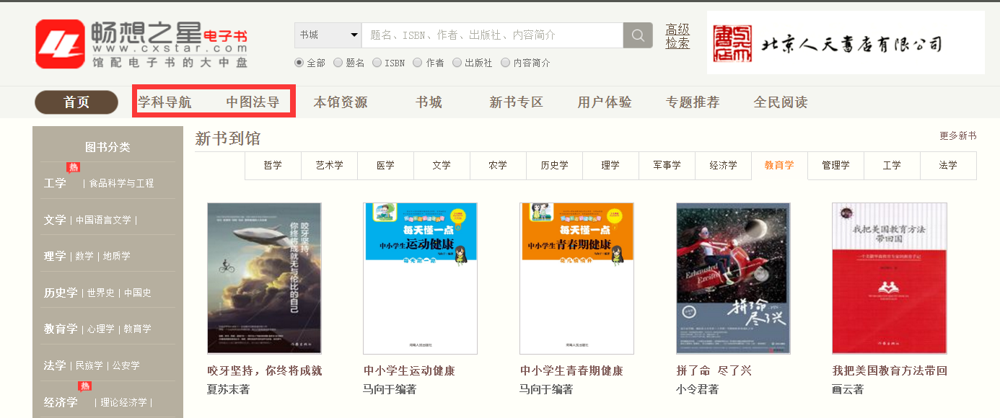 畅想之星电子书
www.cxstar.com
馆配电子书的大中盘
书城 题名、ISBN、作者、出版社、内容简介
高级
检索
全部 题名 ISBN 作者 出版社 内容简介
北京人天书店有限公司
首页 学科导航 中图法导 本馆资源 书城 新书专区 用户体验 专题推荐 全民阅读
图书分类
热
工学 | 食品科学与工程
文学 | 中国语言文学 |
理学 | 数学 | 地质学
历史学 | 世界史 | 中国史
教育学 | 心理学 | 教育学
法学 | 民族学 | 公安学
热
经济学 | 理论经济学 |
新书到馆 更多新书
哲学 艺术学 医学 文学 农学 历史学 理学 军事学 经济学 教育学 管理学 工学 法学
咬牙坚持，
你终将成就无与伦比的自己
每天懂一点
中小学生运动健康
河南人民出版社
每天懂一点
中小学生青春期健康
河南人民出版社
Exhausted
拼了命
尽了兴
我把美国教育方法
带回国
咬牙坚持，你终将成就
夏苏末著
中小学生运动健康
马向于编著
中小学生青春期健康
马向于编著
拼了命 尽了兴
小令君著
我把美国教育方法带回
画云著